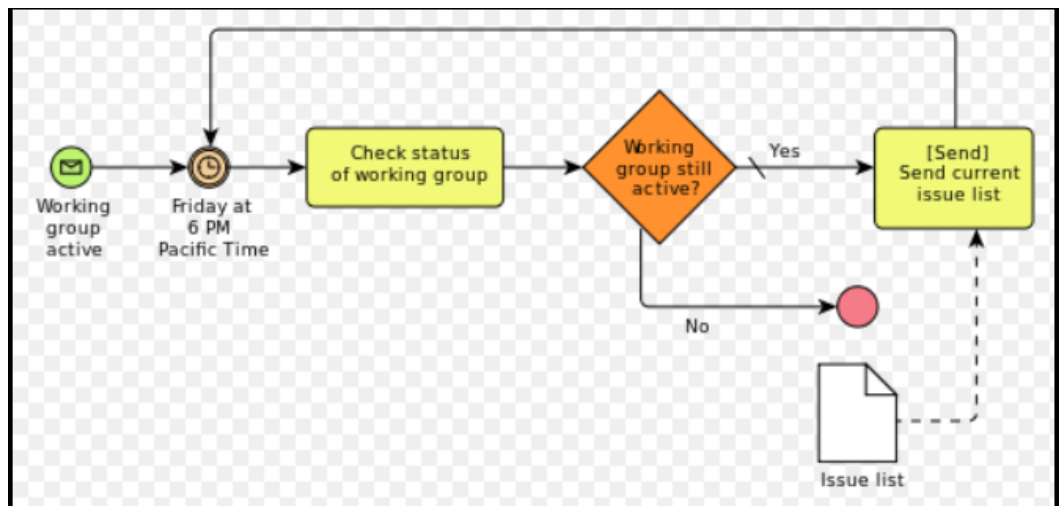 Working
group
active
Friday at
6 PM
Pacific Time
Check status
of working group
Working
group still
active?
Yes
No
[Send]
Send current
issue list
Issue list